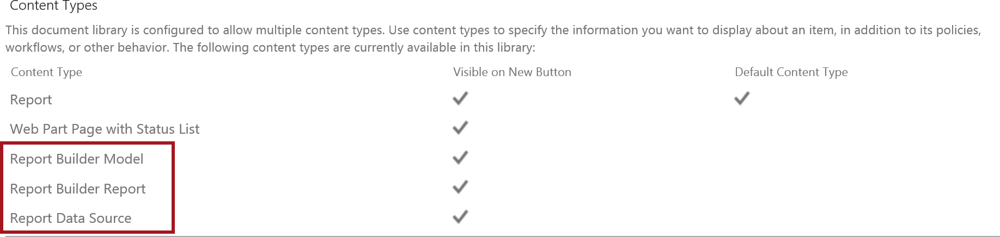 Content Types
This document library is configured to allow multiple content types. Use content types to specify the information you want to display about an item, in addition to its policies,
workflows, or other behavior. The following content types are currently available in this library:
Content Type Visible on New Button Default Content Type
Report
Web Part Page with Status List
Report Builder Model
Report Builder Report
Report Data Source